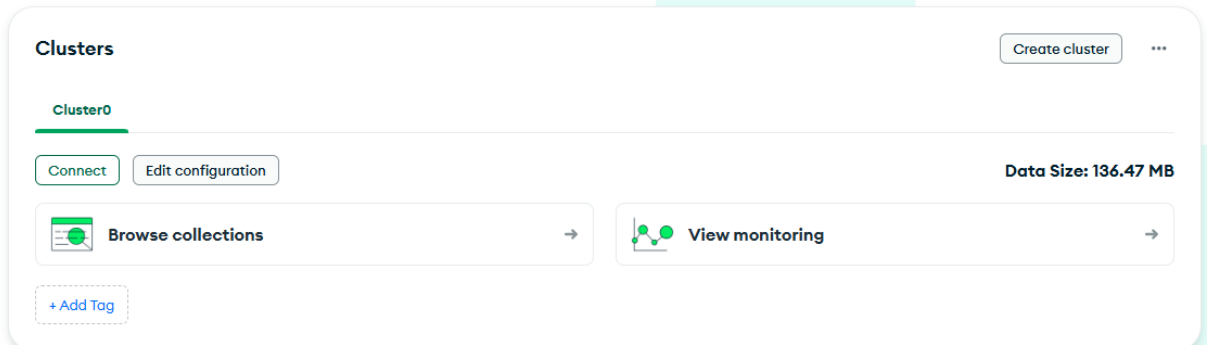 Clusters
Create cluster
...
Cluster0
Connect
Edit configuration
Data Size: 136.47 MB
Browse collections
View monitoring
+ Add Tag